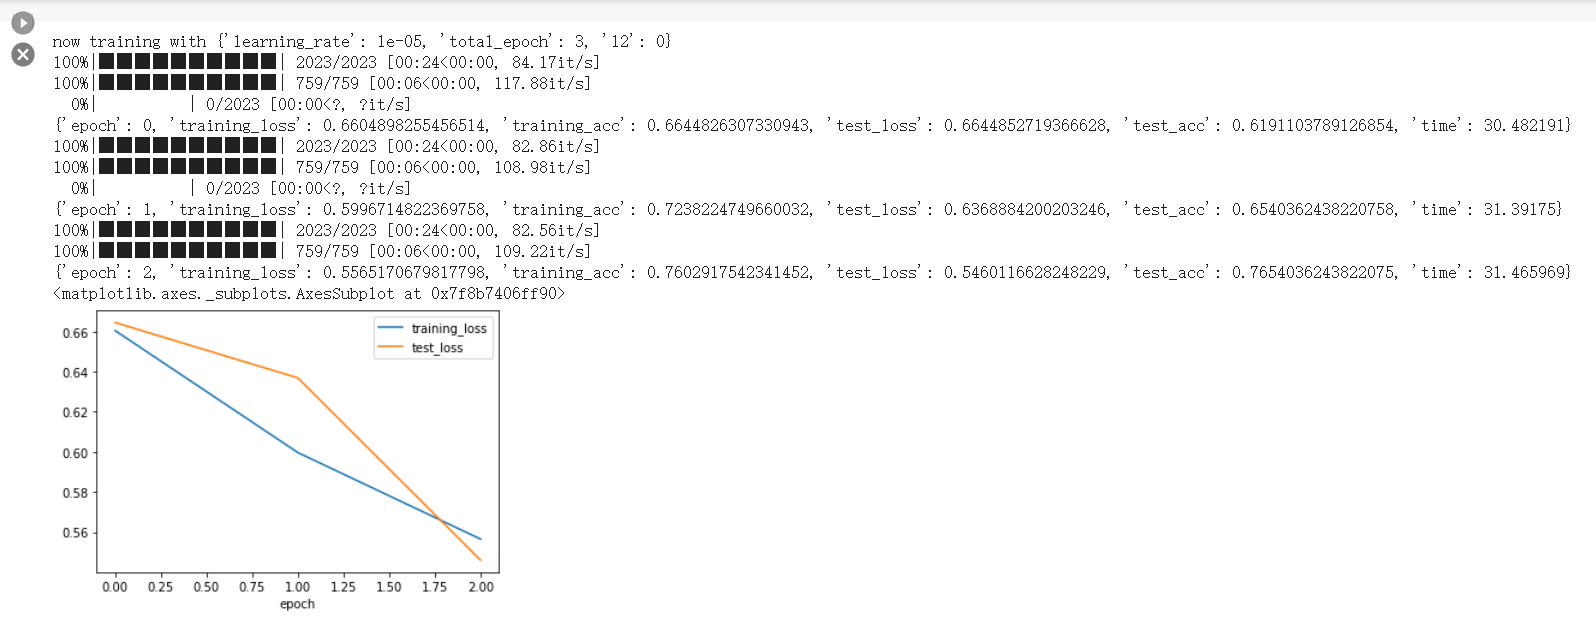 now training with {'learning_rate': 1e-05, 'total_epoch': 3, '12': 0}
100%|██████████| 2023/2023 [00:24<00:00, 84.17it/s]
100%|██████████| 759/759 [00:06<00:00, 117.88it/s]
0%|          | 0/2023 [00:00<?, ?it/s]
{'epoch': 0, 'training_loss': 0.6604898255456514, 'training_acc': 0.6644826307330943, 'test_loss': 0.6644852719366628, 'test_acc': 0.6191103789126854, 'time': 30.482191}
100%|██████████| 2023/2023 [00:24<00:00, 82.86it/s]
100%|██████████| 759/759 [00:06<00:00, 108.98it/s]
0%|          | 0/2023 [00:00<?, ?it/s]
{'epoch': 1, 'training_loss': 0.5996714822369758, 'training_acc': 0.7238224749660032, 'test_loss': 0.6368884200203246, 'test_acc': 0.6540362438220758, 'time': 31.39175}
100%|██████████| 2023/2023 [00:24<00:00, 82.56it/s]
100%|██████████| 759/759 [00:06<00:00, 109.22it/s]
{'epoch': 2, 'training_loss': 0.5565170679817798, 'training_acc': 0.7602917542341452, 'test_loss': 0.5460116628248229, 'test_acc': 0.7654036243822075, 'time': 31.465969}
<matplotlib.axes._subplots.AxesSubplot at 0x7f8b7406ff90>
training_loss
test_loss
0.66
0.64
0.62
0.60
0.58
0.56
0.00 0.25 0.50 0.75 1.00 1.25 1.50 1.75 2.00
epoch